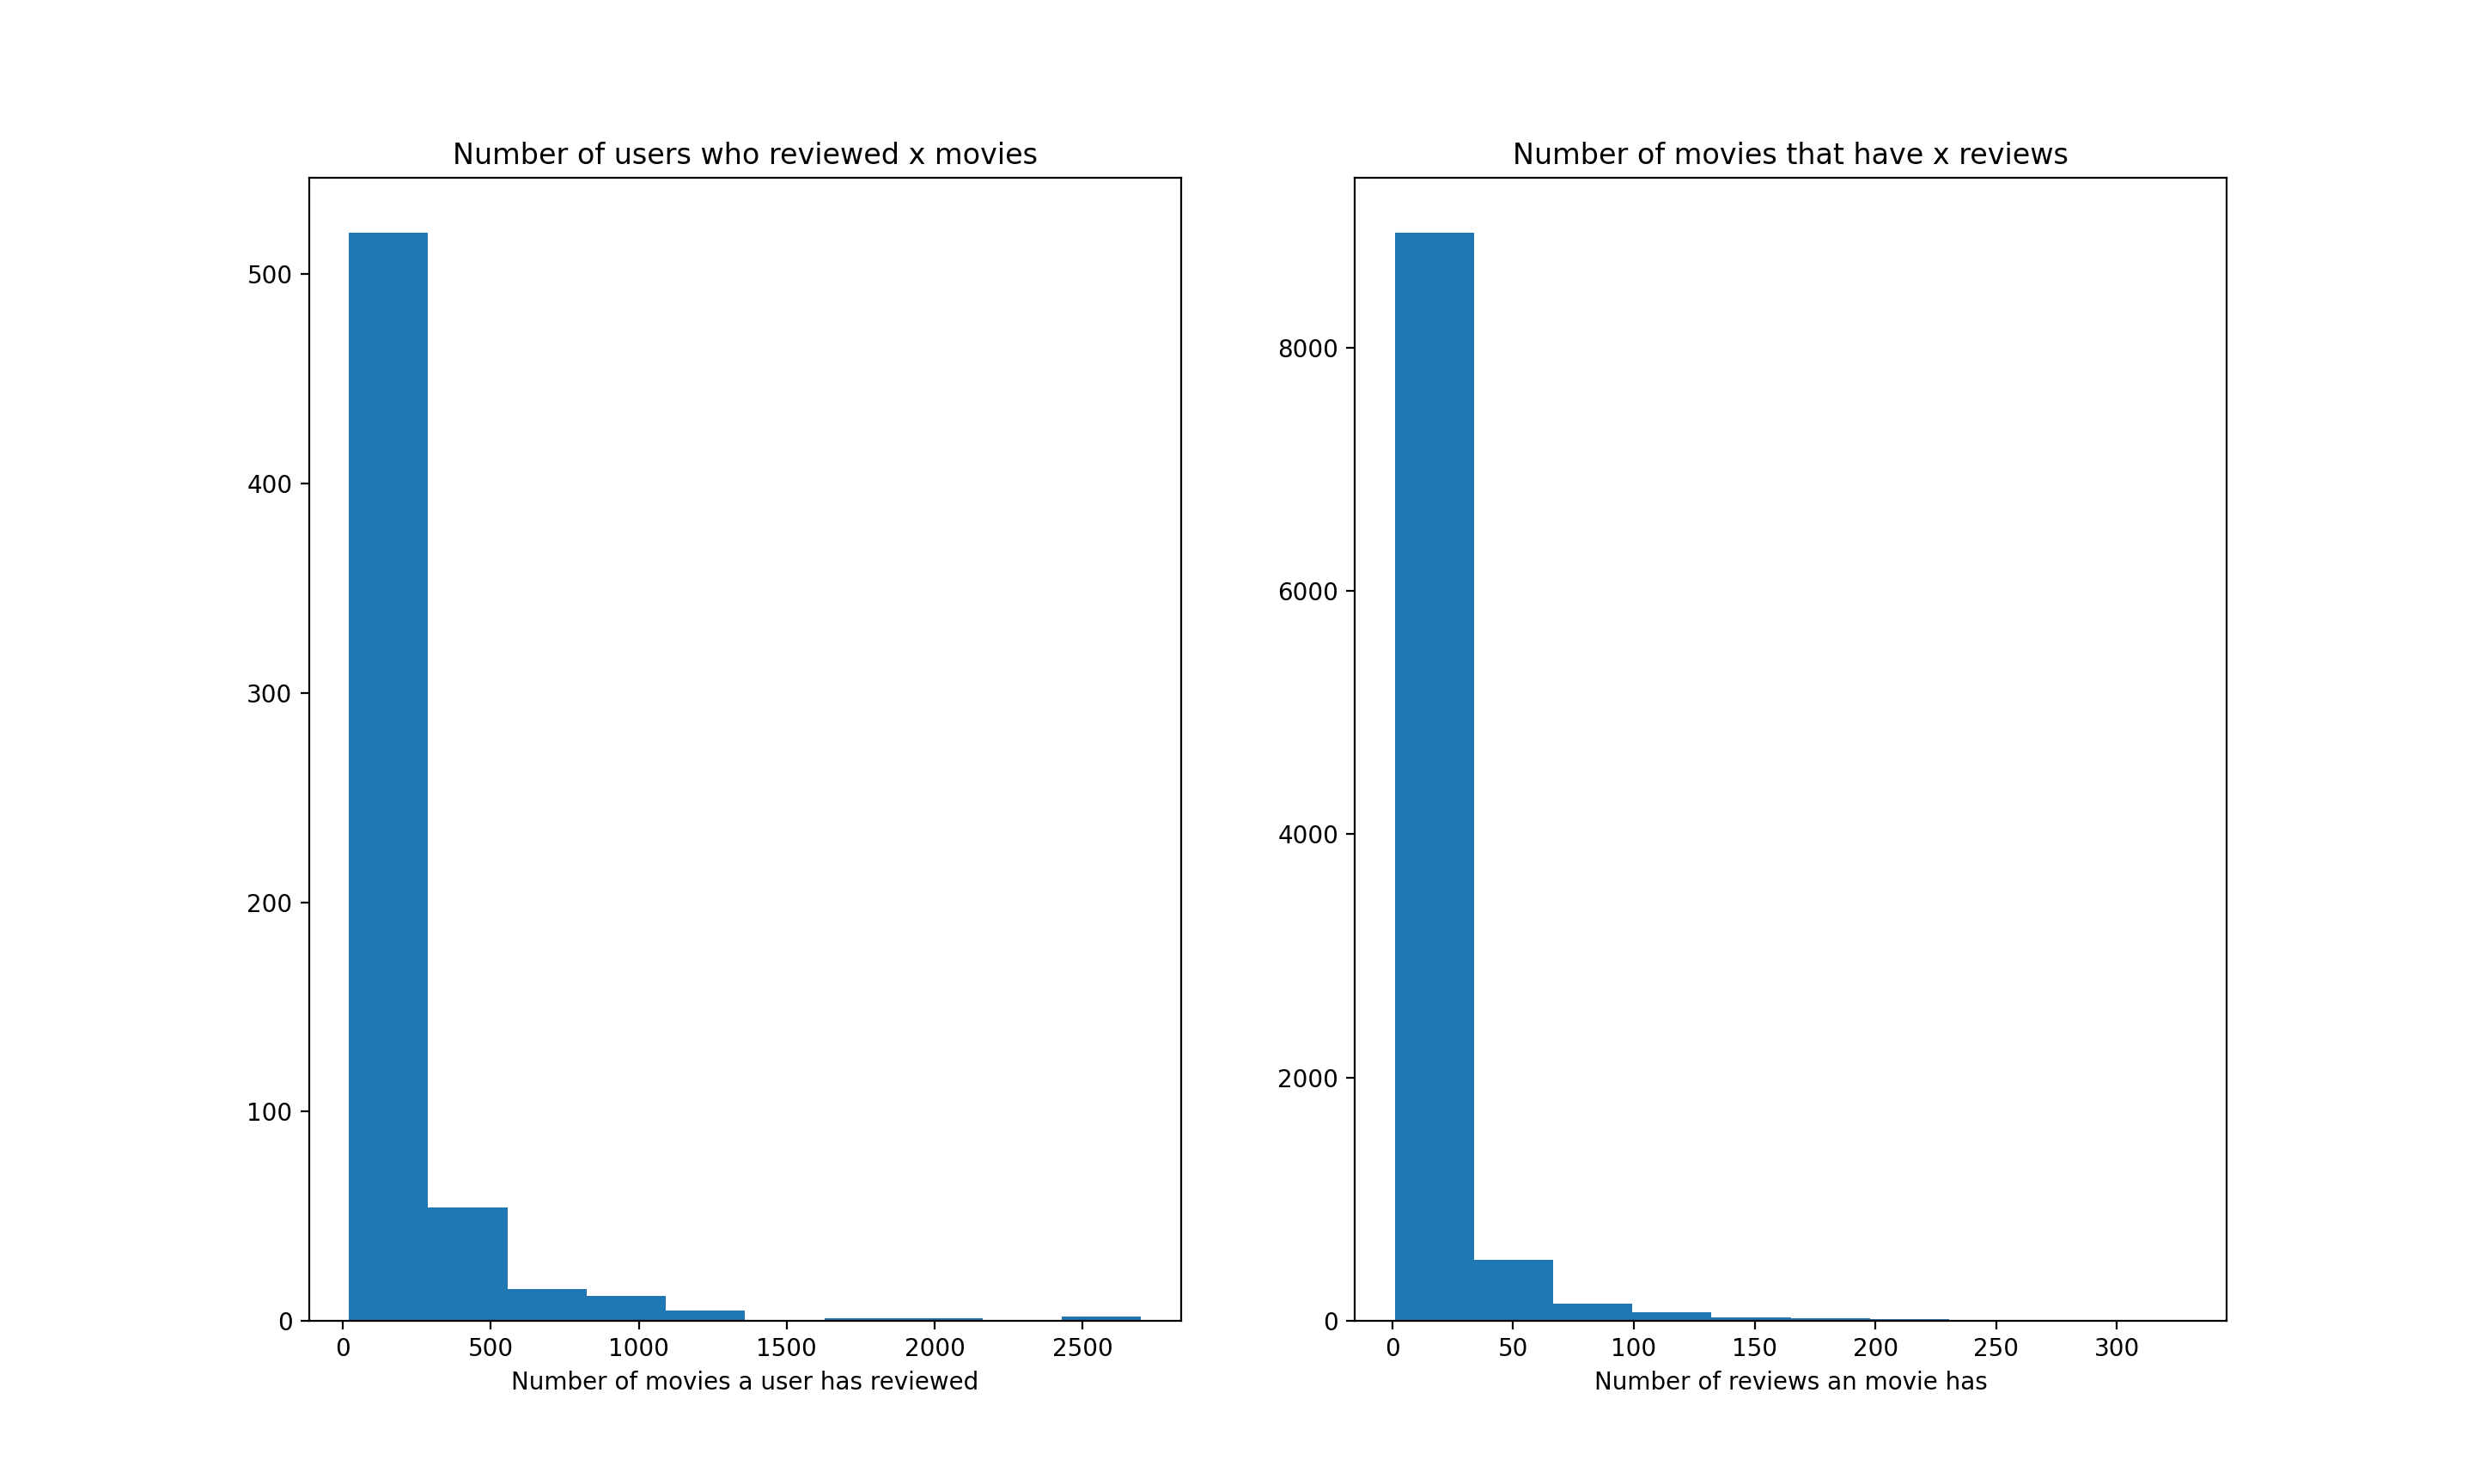 Number of users who reviewed x movies
500
400
300
200
100
0
0 500 1000 1500 2000 2500
Number of movies a user has reviewed
Number of movies that have x reviews
8000
6000
4000
2000
0
0 50 100 150 200 250 300
Number of reviews an movie has